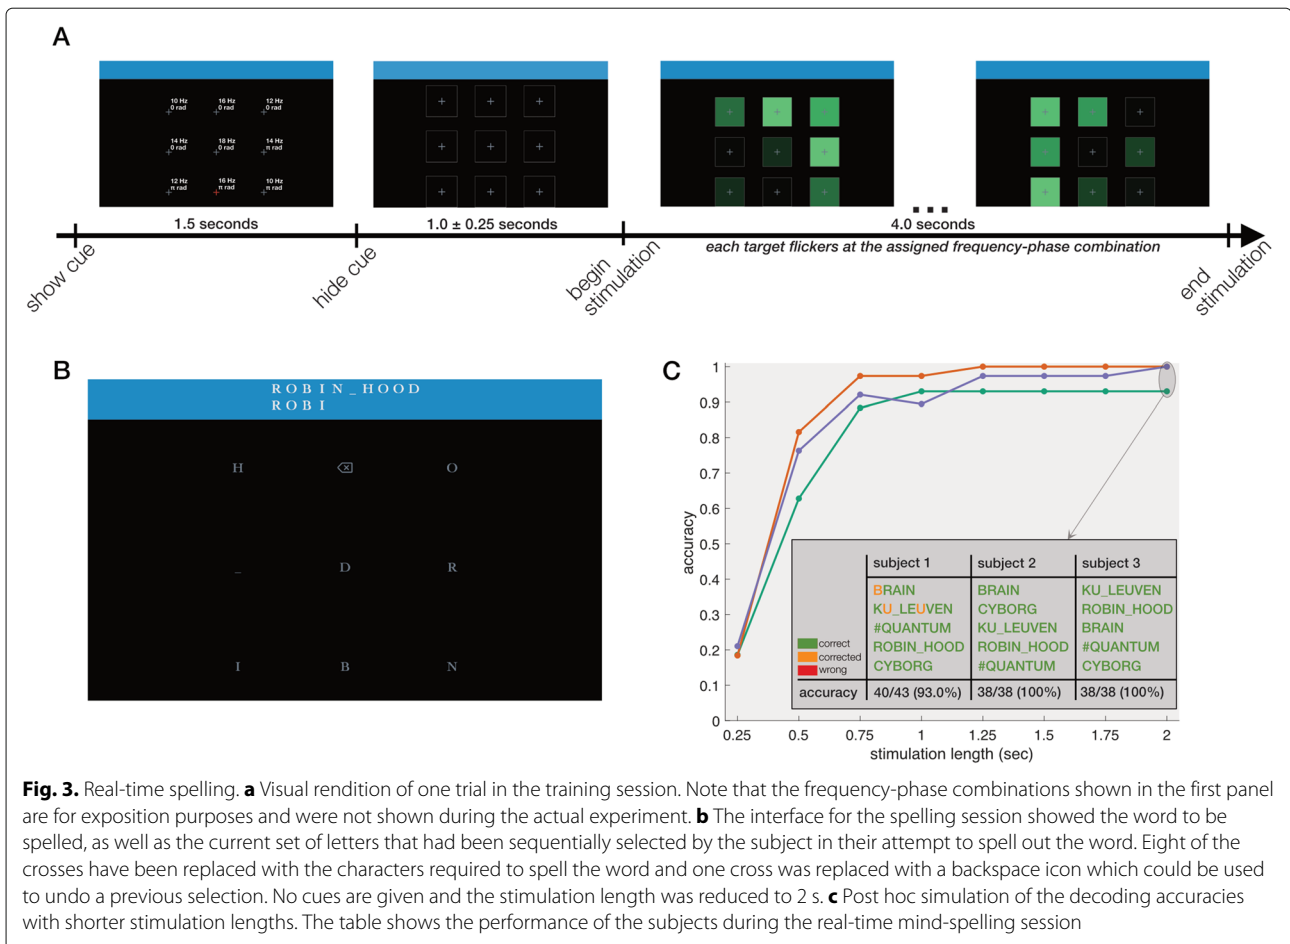 A
10 Hz 16 Hz 12 Hz
0 rad 0 rad 0 rad
14 Hz 18 Hz 14 Hz
0 rad 0 rad π rad
12 Hz 16 Hz 10 Hz
π rad π rad π rad
1.5 seconds
1.0 ± 0.25 seconds
4.0 seconds
each target flickers at the assigned frequency-phase combination
show cue
hide cue
begin
stimulation
end
stimulation
B
ROBIN_HOOD
ROBI
H O
_ D R
I B N
C
accuracy
1
0.9
0.8
0.7
0.6
0.5
0.4
0.3
0.2
0.1
0
0.25 0.5 0.75 1 1.25 1.5 1.75 2
stimulation length (sec)
subject 1 subject 2 subject 3
BRAIN BRAIN KU_LEUVEN
KU_LEUVEN CYBORG ROBIN_HOOD
#QUANTUM KU_LEUVEN BRAIN
ROBIN_HOOD ROBIN_HOOD #QUANTUM
CYBORG #QUANTUM CYBORG
correct
corrected
wrong
accuracy 40/43 (93.0%) 38/38 (100%) 38/38 (100%)
Fig. 3. Real-time spelling. a Visual rendition of one trial in the training session. Note that the frequency-phase combinations shown in the first panel
are for exposition purposes and were not shown during the actual experiment. b The interface for the spelling session showed the word to be
spelled, as well as the current set of letters that had been sequentially selected by the subject in their attempt to spell out the word. Eight of the
crosses have been replaced with the characters required to spell the word and one cross was replaced with a backspace icon which could be used
to undo a previous selection. No cues are given and the stimulation length was reduced to 2 s. c Post hoc simulation of the decoding accuracies
with shorter stimulation lengths. The table shows the performance of the subjects during the real-time mind-spelling session